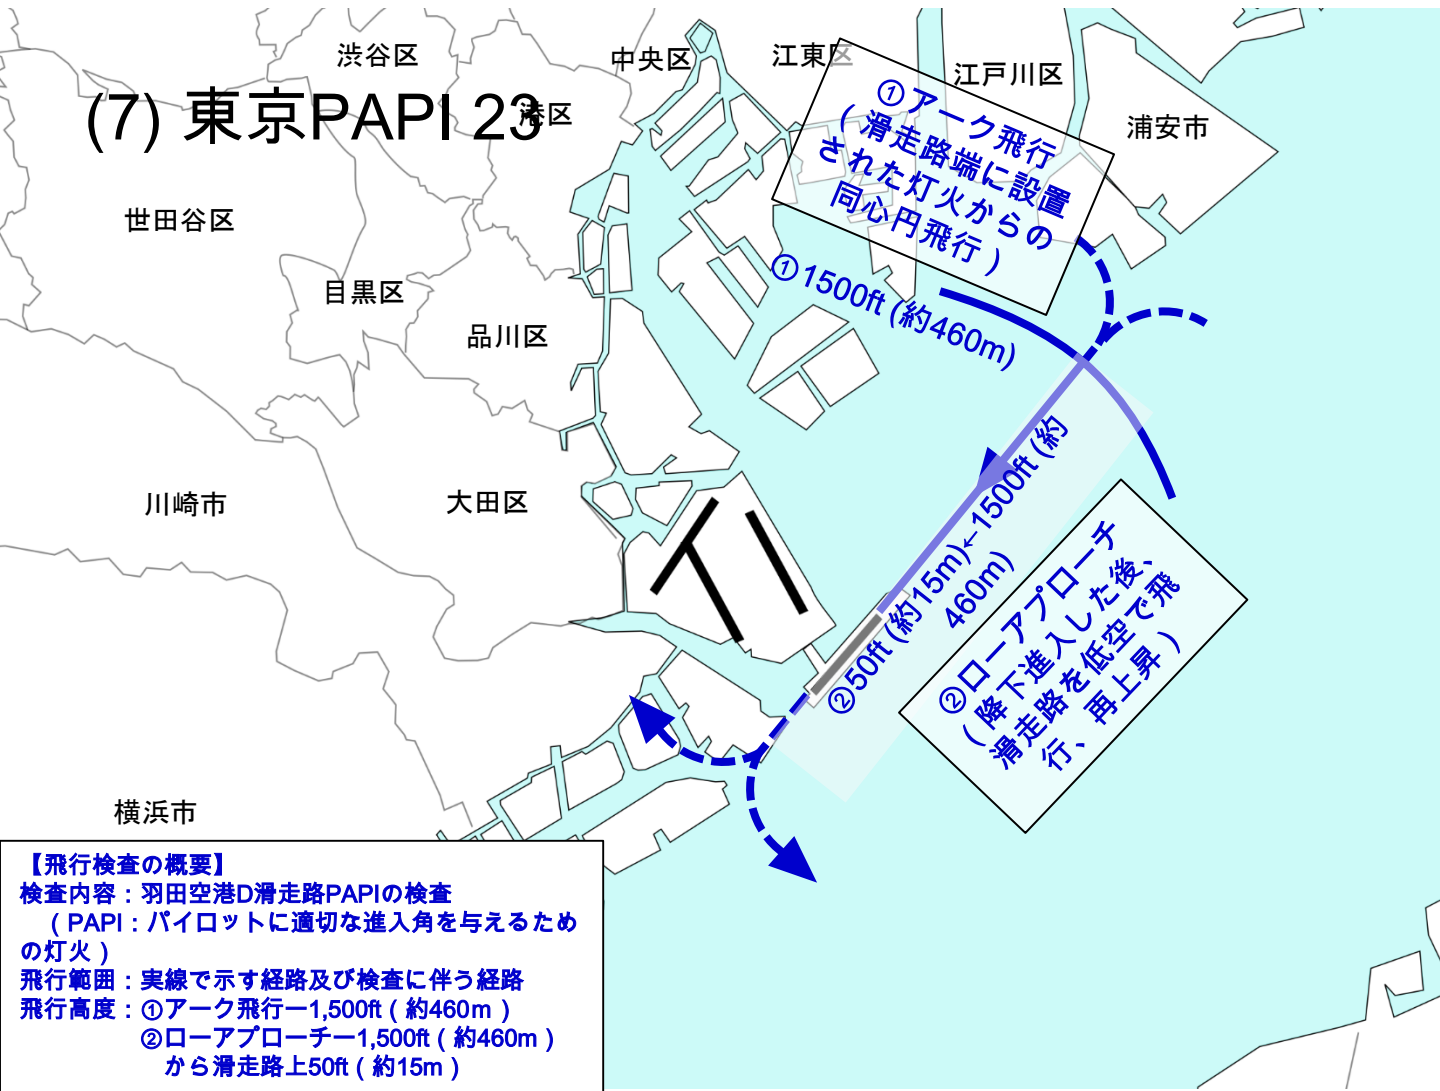 渋谷区
中央区
江東区
江戸川区
(7) 東京PAPI 23
港区
浦安市
①アーク飛行
（滑走路端に設置
された灯火からの
同心円飛行）
世田谷区
①1500ft (約460m)
目黒区
品川区
川崎市
大田区
②50ft (約15m)←1500ft (約
460m)
②ローアプローチ
（降下進入した後、
滑走路を低空で飛
行、再上昇）
横浜市
【飛行検査の概要】
検査内容：羽田空港D滑走路PAPIの検査
（PAPI：パイロットに適切な進入角を与えるため
の灯火）
飛行範囲：実線で示す経路及び検査に伴う経路
飛行高度：①アーク飛行ー1,500ft（約460m）
②ローアプローチー1,500ft（約460m）
から滑走路上50ft（約15m）